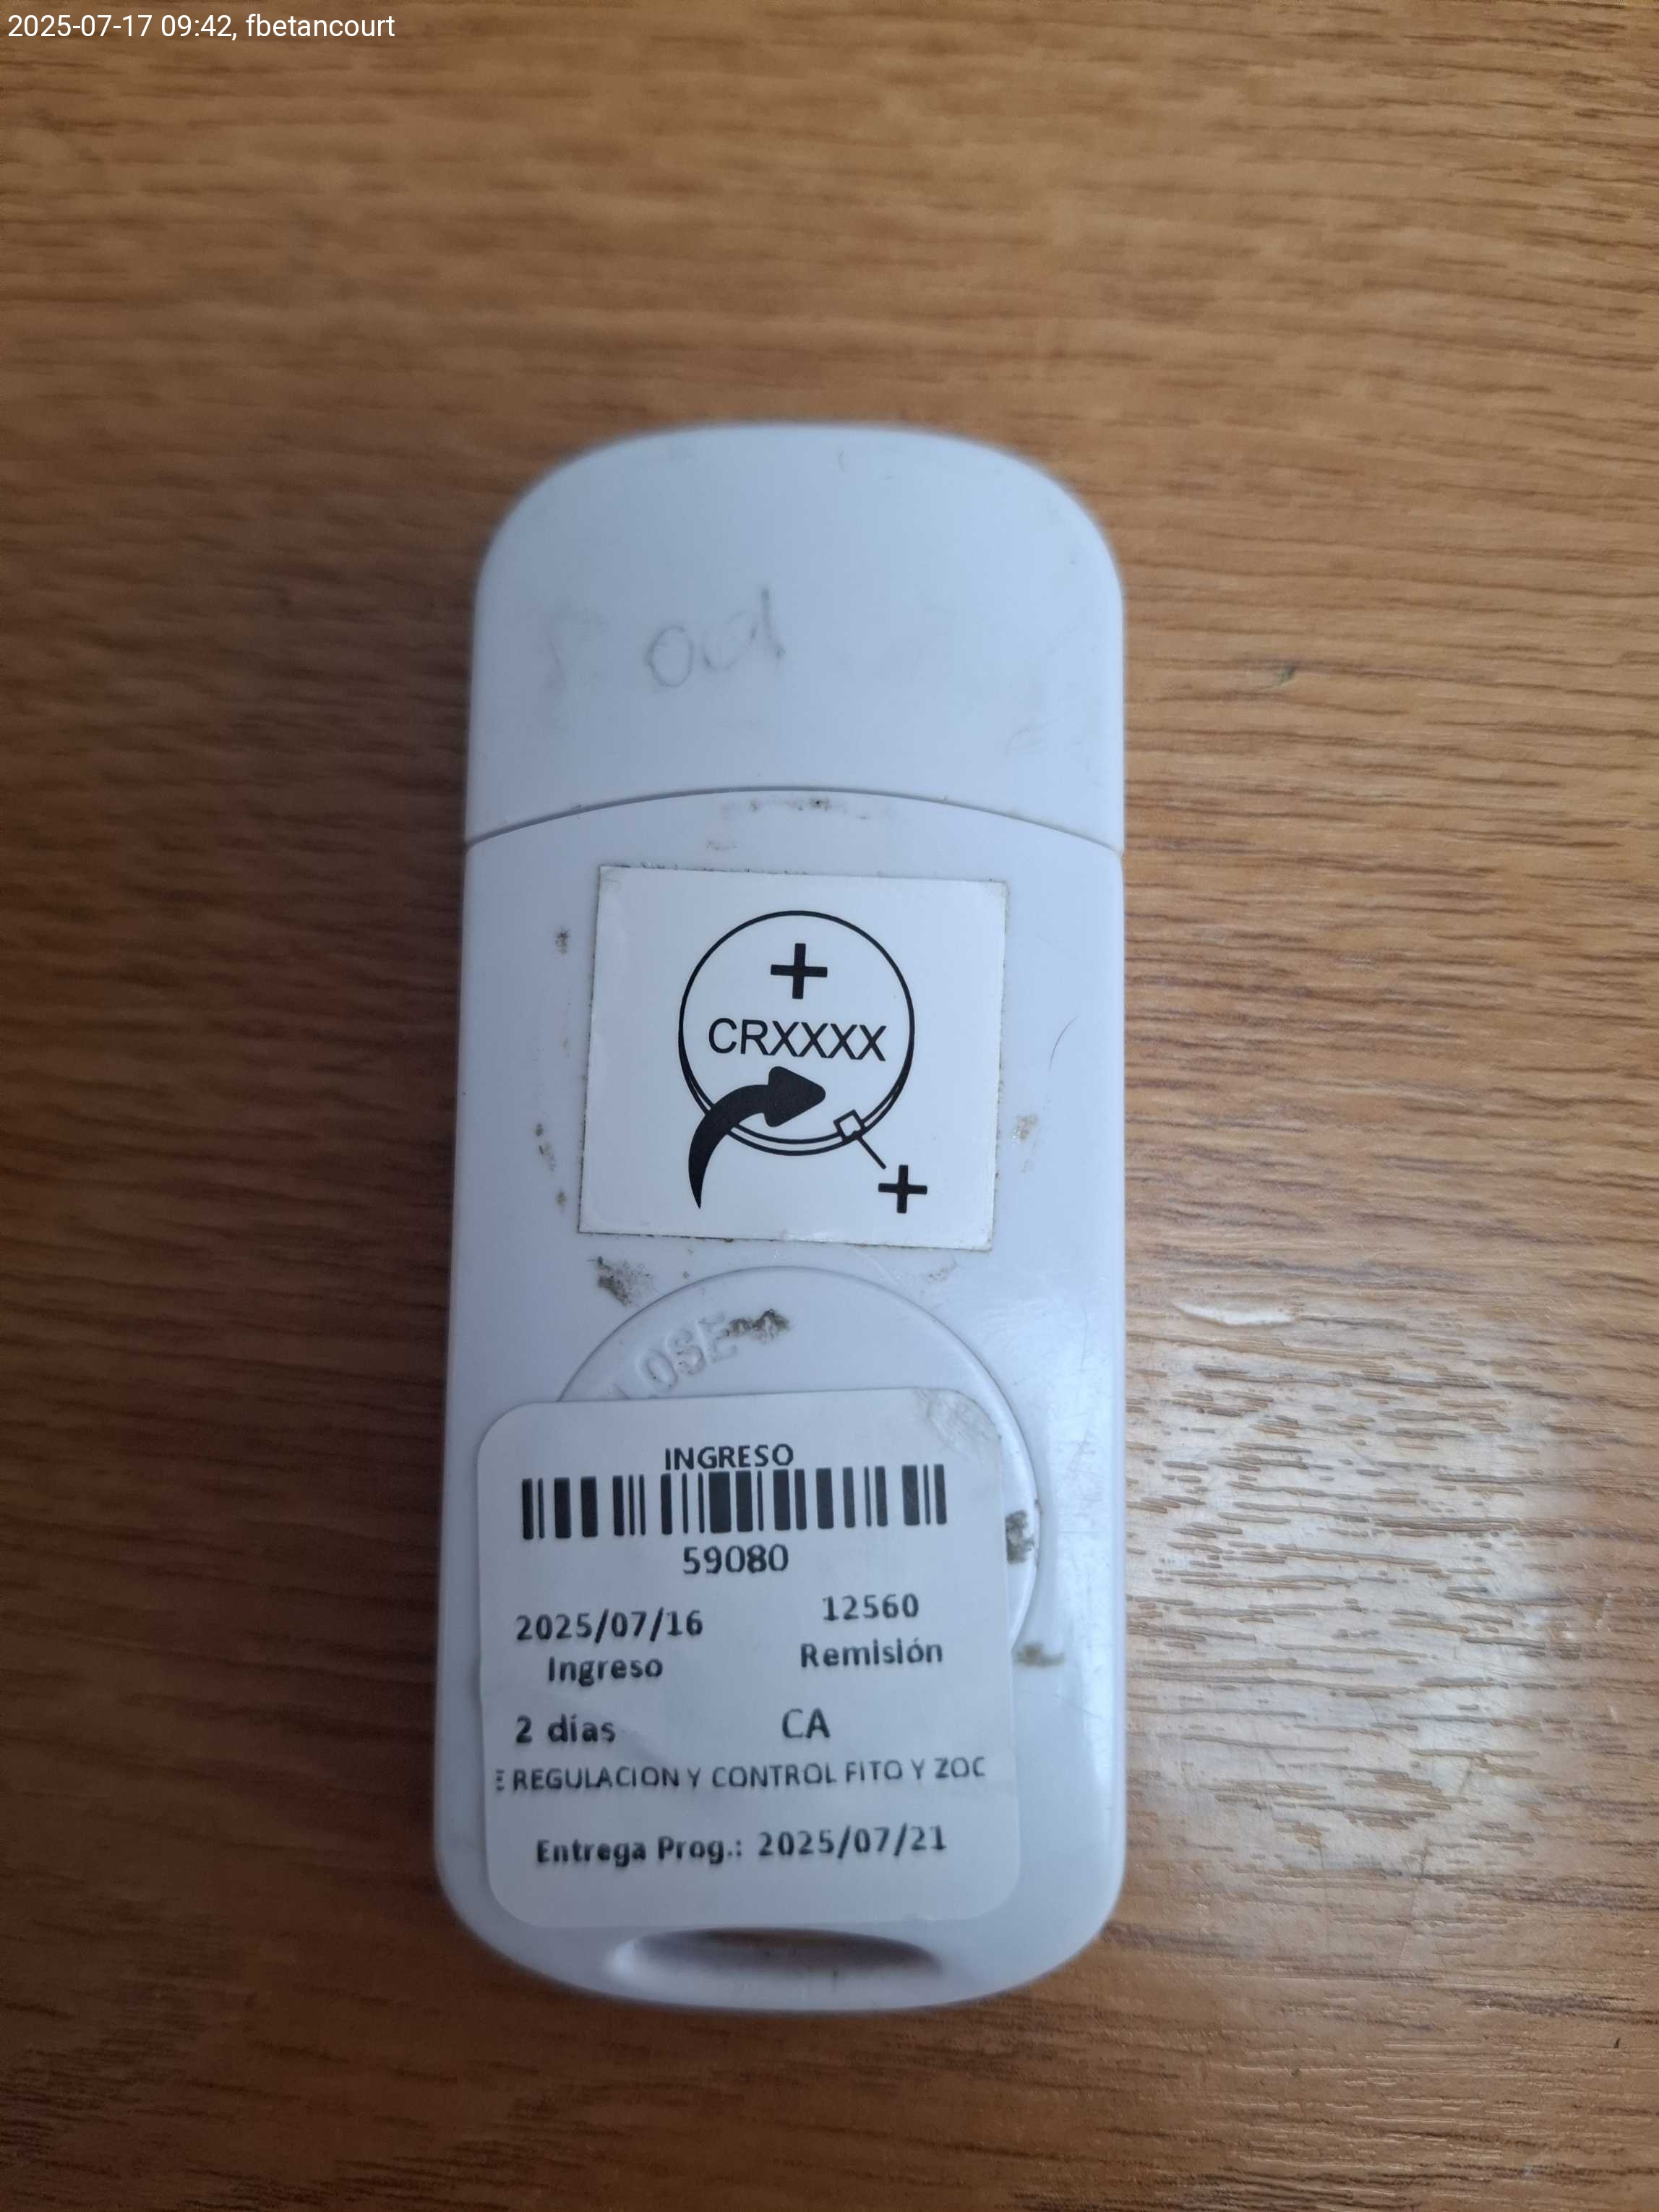 2025-07-17 09:42, fbetancourt
+
CRXXXX
+
LOSE
INGRESO
59080
2025/07/16 12560
Ingreso Remisión
2 días CA
REGULACION Y CONTROL FITO Y ZOC
Entrega Prog.: 2025/07/21